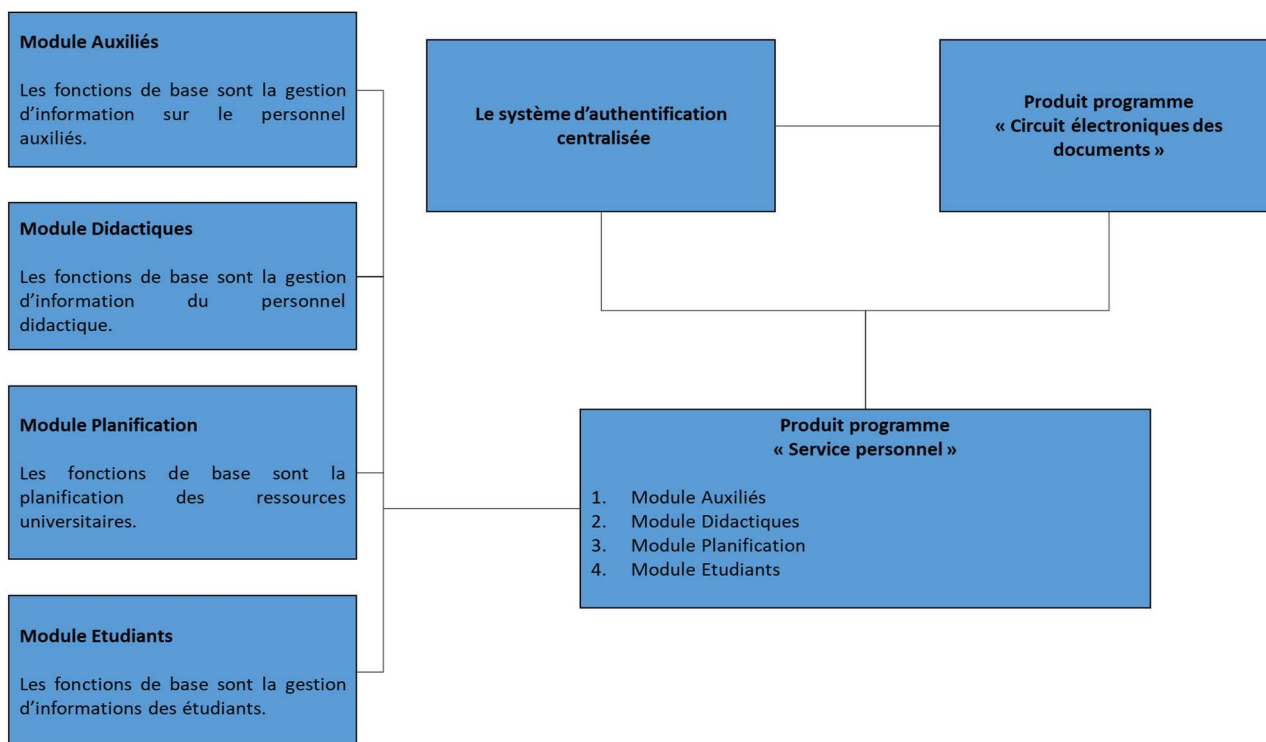 Module Auxiliés
Les fonctions de base sont la gestion
d’information sur le personnel
auxiliés.
Module Didactiques
Les fonctions de base sont la gestion
d’information du personnel
didactique.
Module Planification
Les fonctions de base sont la
planification des ressources
universitaires.
Module Etudiants
Les fonctions de base sont la gestion
d’informations des étudiants.
Le système d’authentification
centralisée
Produit programme
« Circuit électroniques des
documents »
Produit programme
« Service personnel »
1. Module Auxiliés
2. Module Didactiques
3. Module Planification
4. Module Etudiants